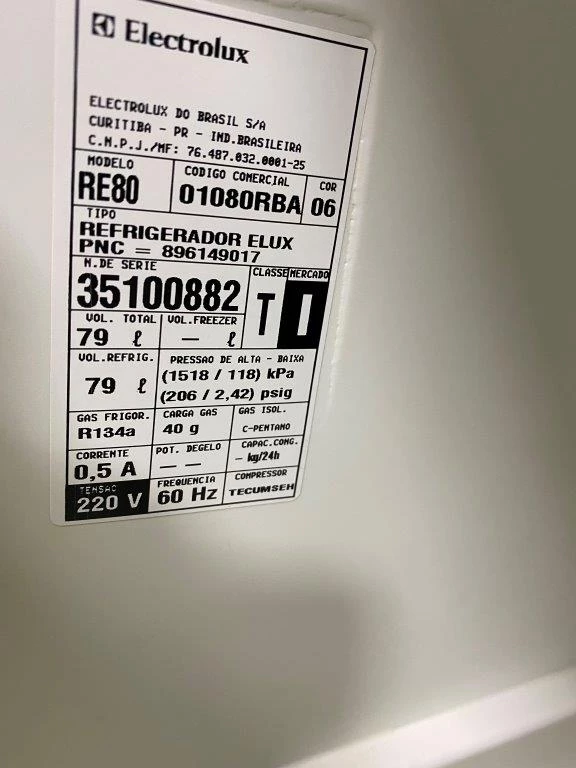 Electrolux
ELECTROLUX DO BRASIL S/A
CURITIBA - PR - IND.BRASILEIRA
C.N.P.J./MF: 76.487.032.0001-25
MODELO CODIGO COMERCIAL COR
RE80 01080RBA 06
TIPO
REFRIGERADOR ELUX
PNC = 896149017
N.DE SERIE CLASSE MERCADO
35100882 T I
VOL. TOTAL VOL.FREEZER
79 ℓ — ℓ
VOL.REFRIG. PRESSAO DE ALTA - BAIXA
79 ℓ (1518 / 118) kPa
(206 / 2,42) psig
GAS FRIGOR. CARGA GAS GAS ISOL.
R134a 40 g C-PENTANO
CORRENTE POT. DEGELO CAPAC.CONG.
0,5 A — — — kg/24h
TENSAO FREQUENCIA COMPRESSOR
220 V 60 Hz TECUMSEH